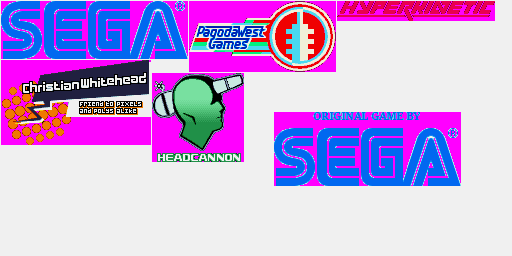 SEGA
PagodaWest
Games
HYPERKINETIC
Christian Whitehead
Friend to pixels
and polys alike
HEADCANNON
ORIGINAL GAME BY
SEGA